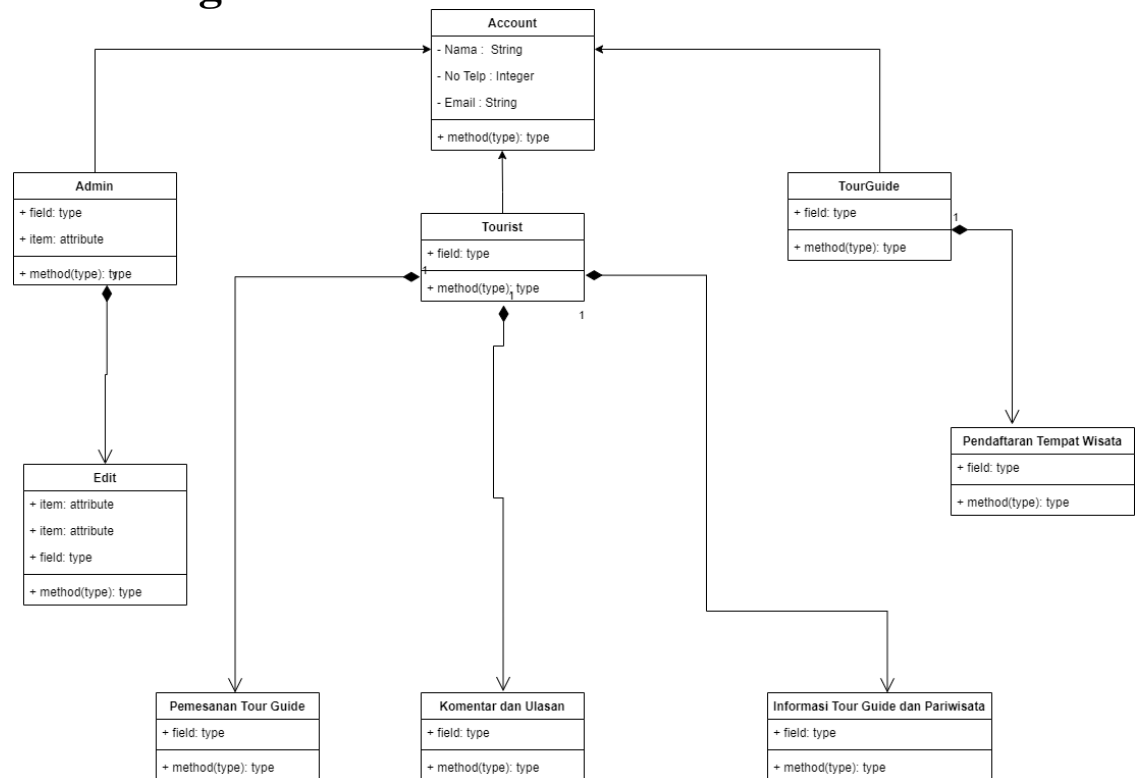 Account
- Nama : String
- No Telp : Integer
- Email : String
+ method(type): type
Admin
+ field: type
+ item: attribute
+ method(type): type
1
Tourist
+ field: type
+ method(type): type
1
1
1
TourGuide
+ field: type
+ method(type): type
1
Pendaftaran Tempat Wisata
+ field: type
+ method(type): type
Edit
+ item: attribute
+ item: attribute
+ field: type
+ method(type): type
Pemesanan Tour Guide
+ field: type
+ method(type): type
Komentar dan Ulasan
+ field: type
+ method(type): type
Informasi Tour Guide dan Pariwisata
+ field: type
+ method(type): type